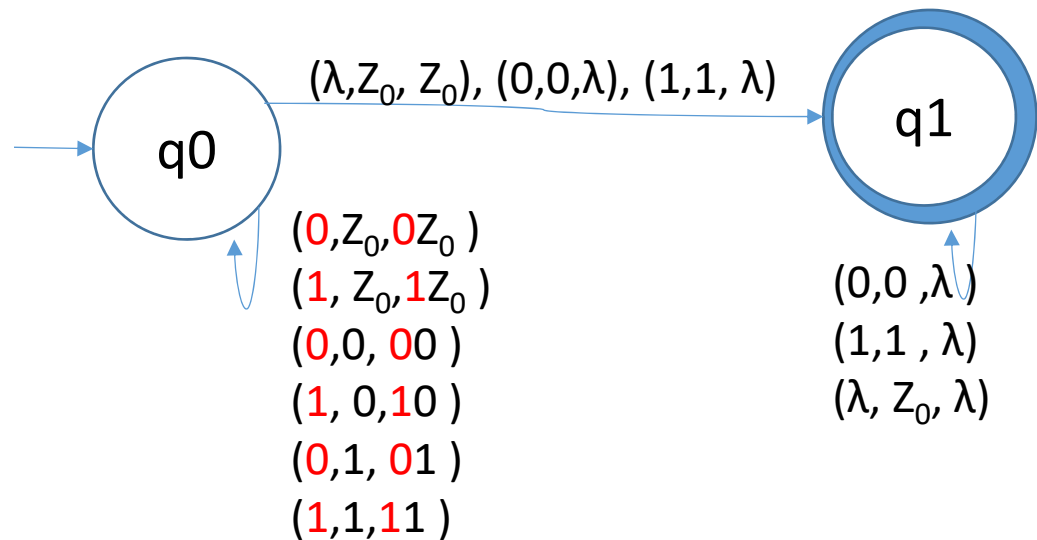 (λ,Z₀, Z₀), (0,0,λ), (1,1, λ)
q0
q1
(0,Z₀,0Z₀ )
(1, Z₀,1Z₀ )
(0,0, 00 )
(1, 0,10 )
(0,1, 01 )
(1,1,11 )
(0,0 ,λ )
(1,1 , λ)
(λ, Z₀, λ)